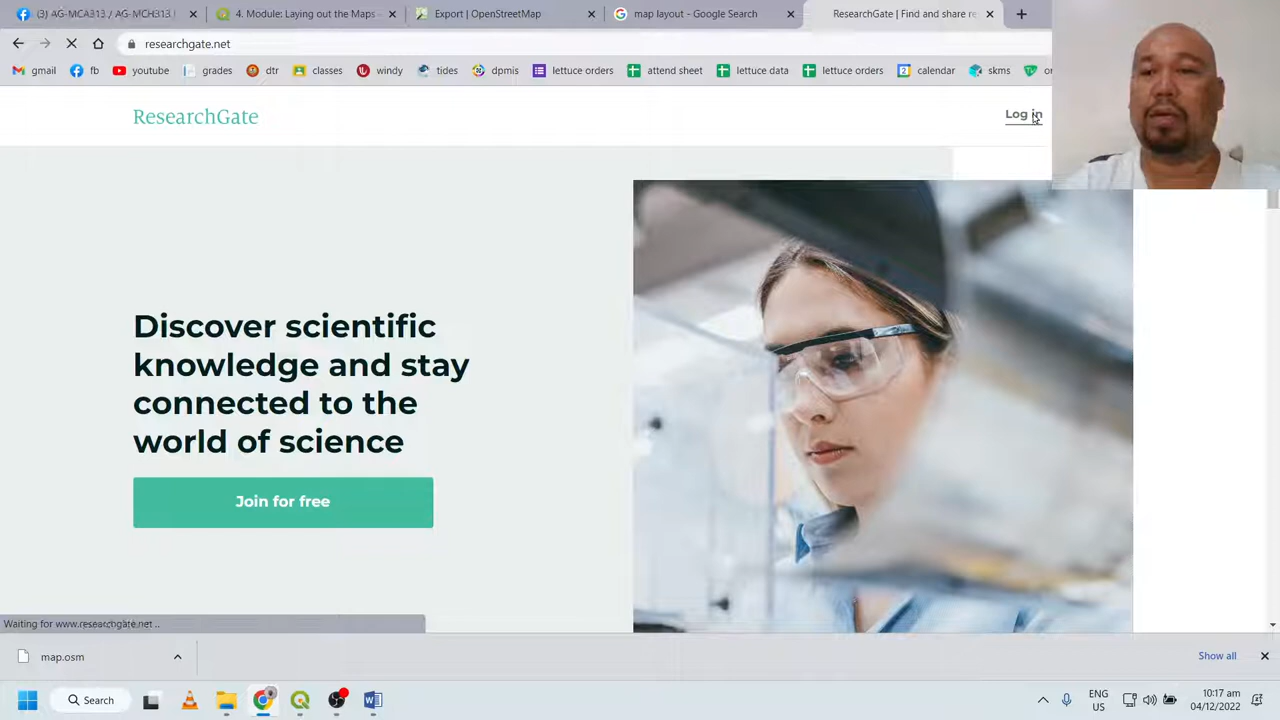 (3) AG-MCA313 / AG-MCH313 |
4. Module: Laying out the Maps
Export | OpenStreetMap
map layout - Google Search
ResearchGate | Find and share re
researchgate.net
gmail
fb
youtube
grades
dtr
classes
windy
tides
dpmis
lettuce orders
attend sheet
lettuce data
lettuce orders
calendar
skms
ResearchGate
Log in
Discover scientific
knowledge and stay
connected to the
world of science
Join for free
Waiting for www.researchgate.net...
map.osm
Show all
Search
ENG
US
10:17 am
04/12/2022